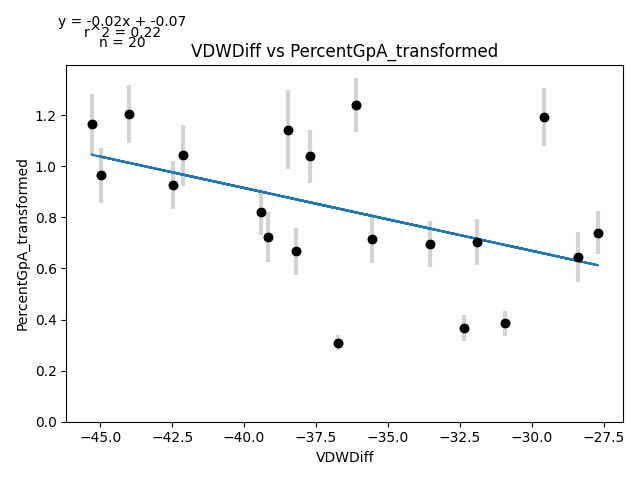 y = -0.02x + -0.07
r^2 = 0.22
n = 20
VDWDiff vs PercentGpA_transformed
PercentGpA_transformed
1.2
1.0
0.8
0.6
0.4
0.2
0.0
−45.0 −42.5 −40.0 −37.5 −35.0 −32.5 −30.0 −27.5
VDWDiff